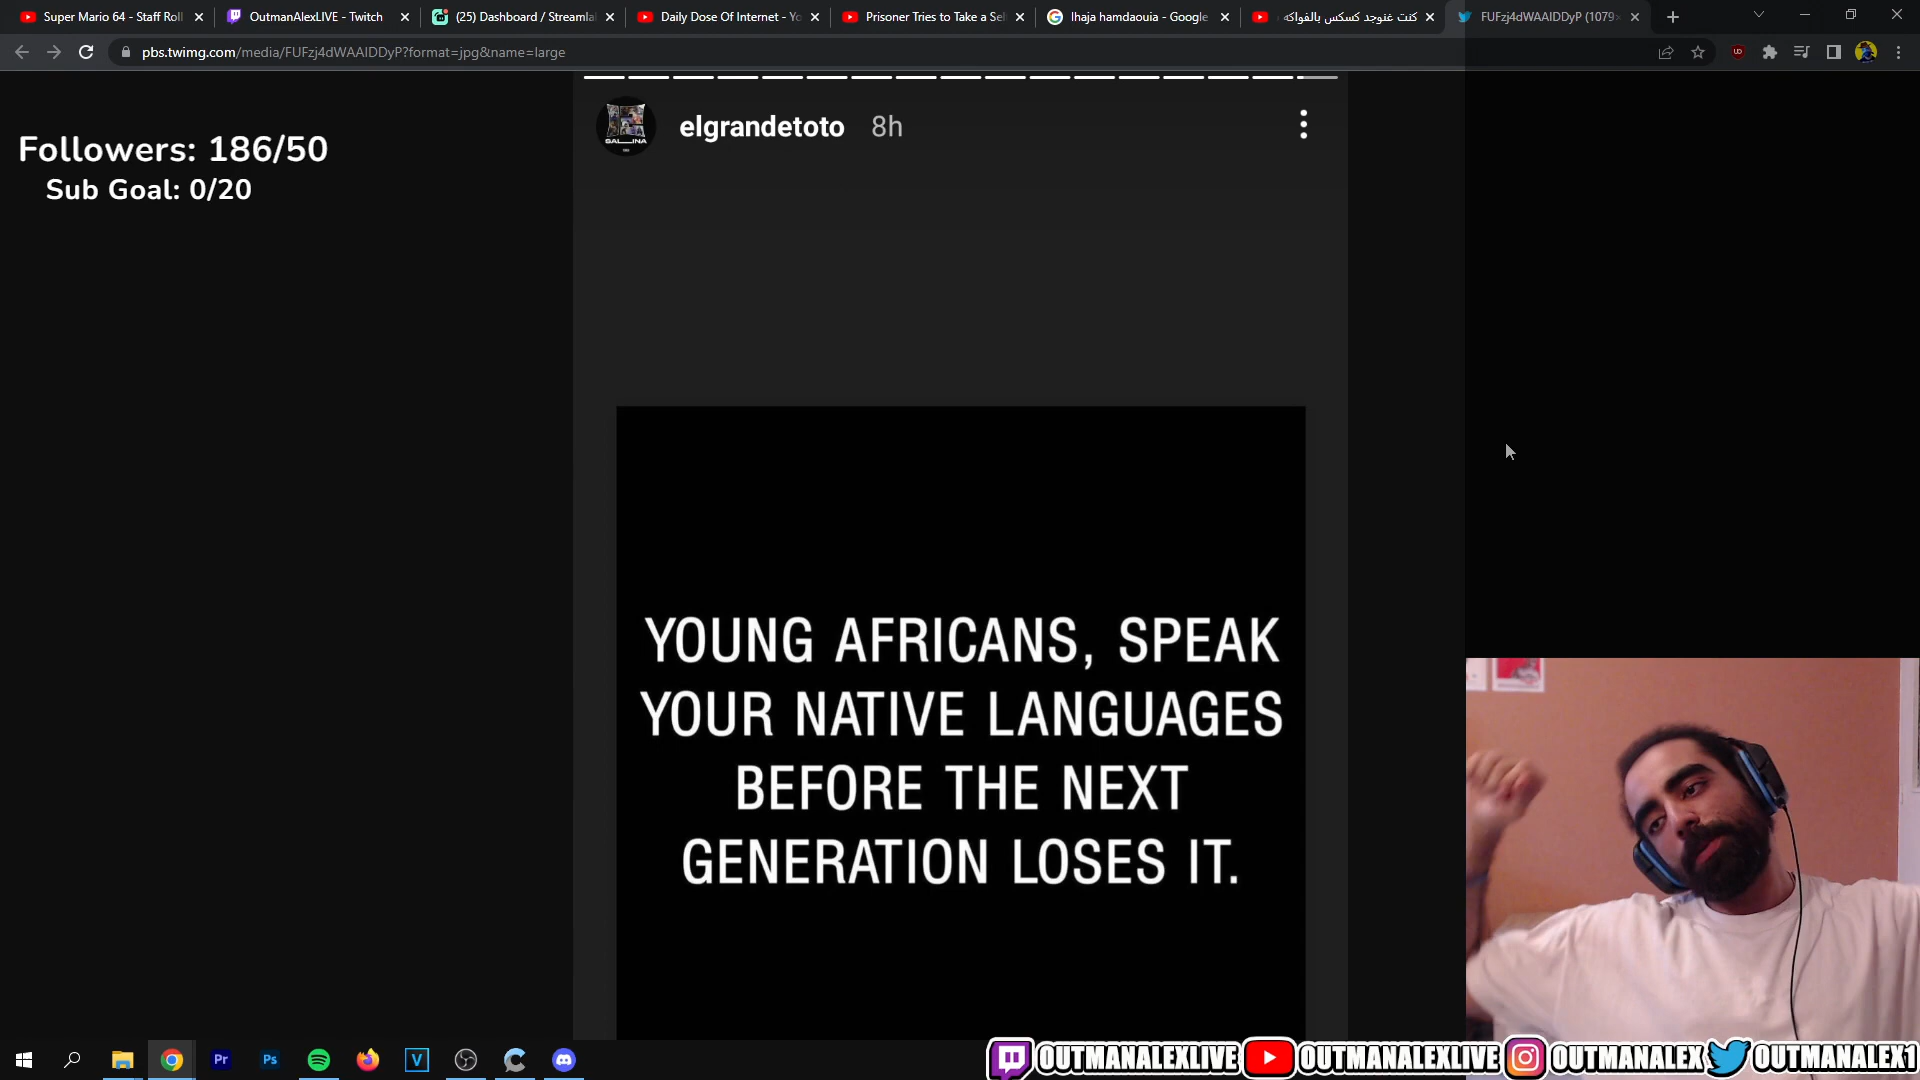 Super Mario 64 - Staff Roll
OutmanAlexLIVE - Twitch
(25) Dashboard / Streamla
Daily Dose Of Internet - Yo
Prisoner Tries to Take a Sel
lhaja hamdaouia - Google
كنت غنوجد كسكس بالفواكه
FUFzj4dWAAIDDyP (1079×
pbs.twimg.com/media/FUFzj4dWAAIDDyP?format=jpg&name=large
Followers: 186/50
Sub Goal: 0/20
elgrandetoto 8h
YOUNG AFRICANS, SPEAK
YOUR NATIVE LANGUAGES
BEFORE THE NEXT
GENERATION LOSES IT.
OUTMANALEXLIVE OUTMANALEXLIVE OUTMANALEX OUTMANALEX1